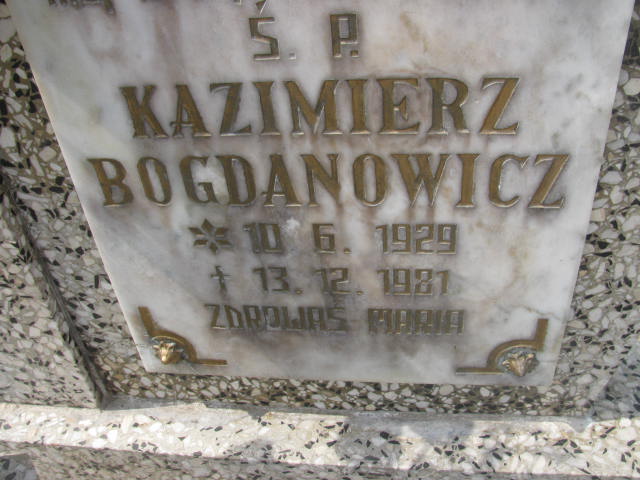 Ś. P.
KAZIMIERZ
BOGDANOWICZ
* 10. 6. 1929
† 13. 12. 1981
ZDROWAŚ MARIA